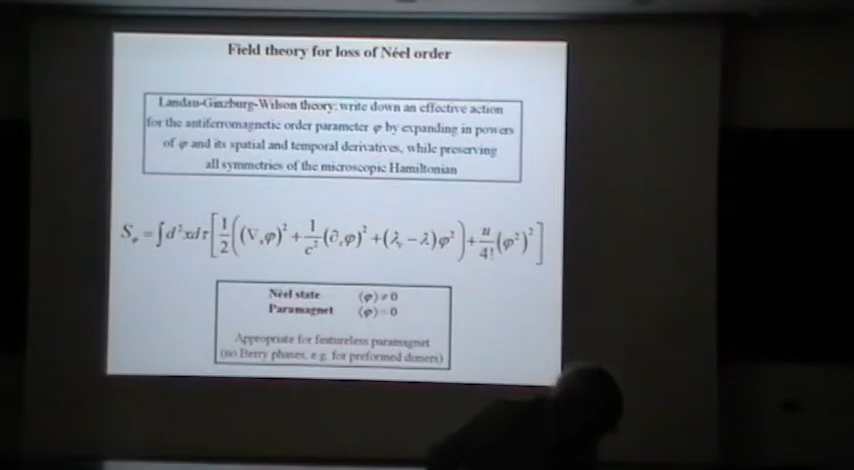 Field theory for loss of Néel order
Landau-Ginzburg-Wilson theory: write down an effective action
for the antiferromagnetic order parameter φ by expanding in powers
of φ and its spatial and temporal derivatives, while preserving
all symmetries of the microscopic Hamiltonian
S_φ = ∫ d²x dτ [ 1/2 ( (∇ₓφ)² + 1/c² (∂_τφ)² + (λ_c − λ)φ² ) + u/4! (φ²)² ]
Néel state ⟨φ⟩ ≠ 0
Paramagnet ⟨φ⟩ = 0
Appropriate for featureless paramagnet
(no Berry phases, e.g. for preformed dimers)